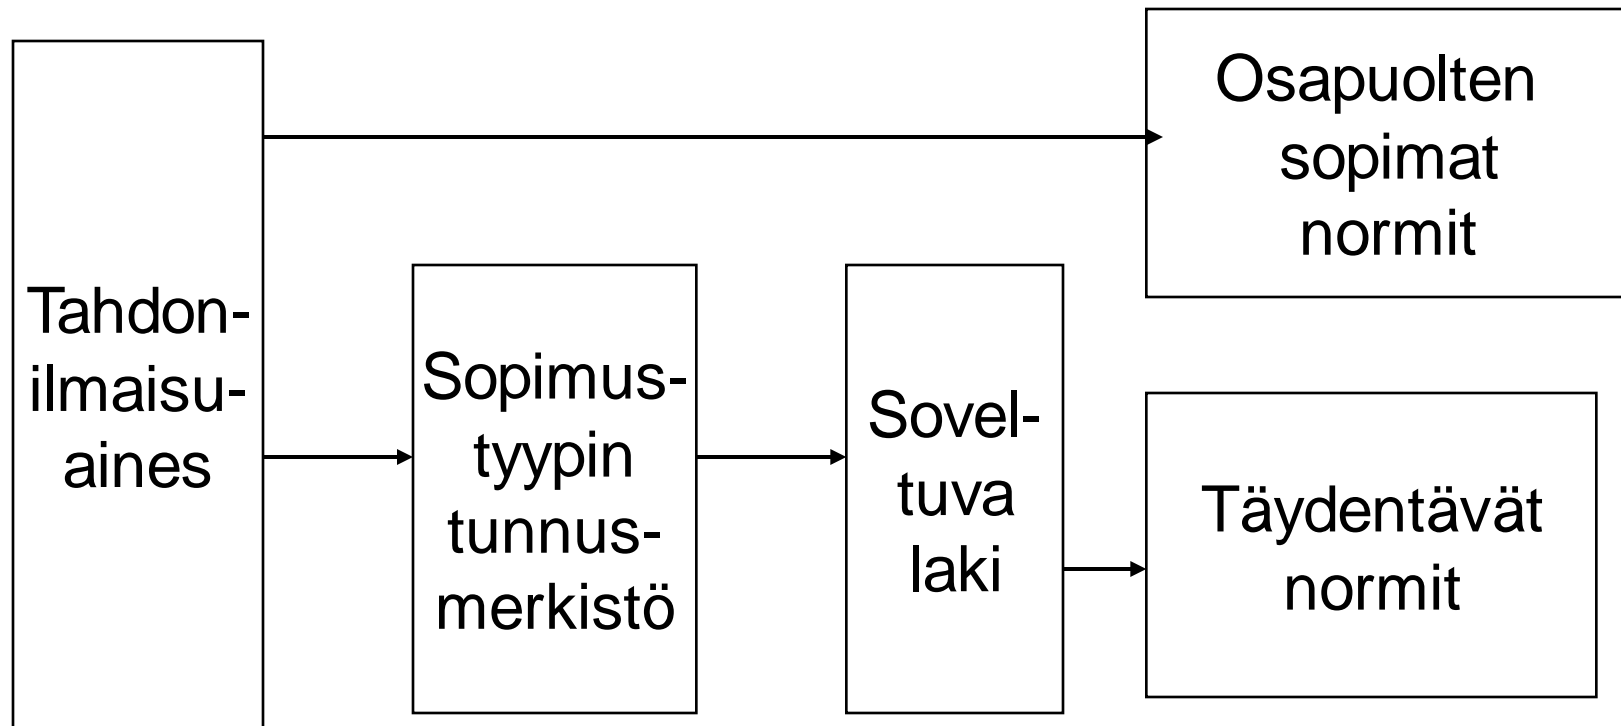 Tahdon-
ilmaisu-
aines
Sopimus-
tyypin
tunnus-
merkistö
Sovel-
tuva
laki
Osapuolten
sopimat
normit
Täydentävät
normit